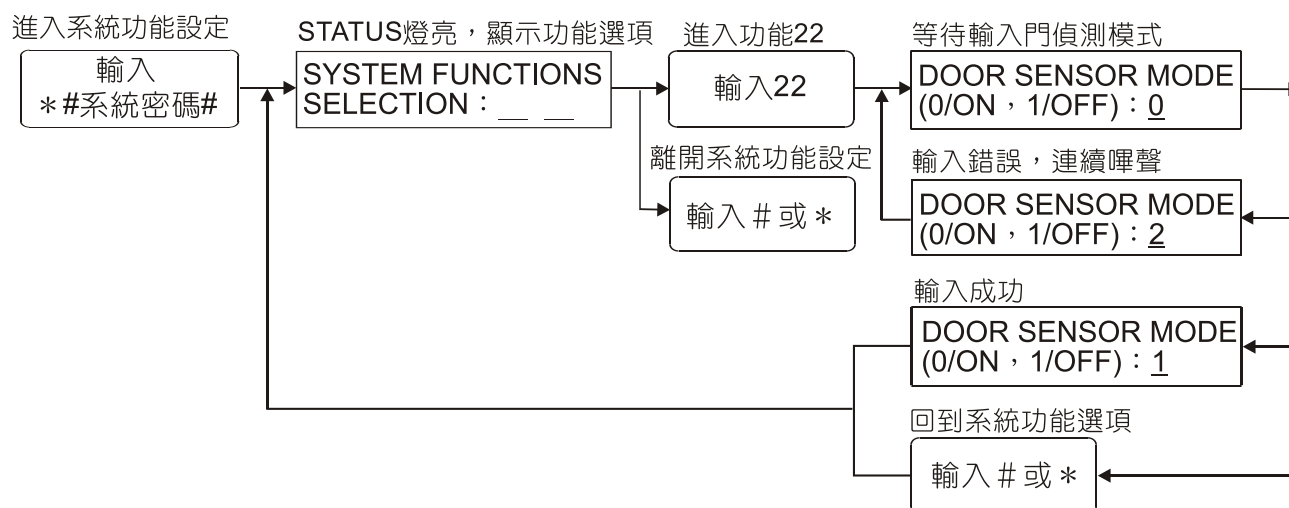 進入系統功能設定
輸入
＊#系統密碼#
STATUS燈亮，顯示功能選項
SYSTEM FUNCTIONS
SELECTION：__ __
進入功能22
輸入22
離開系統功能設定
輸入＃或＊
等待輸入門偵測模式
DOOR SENSOR MODE
(0/ON，1/OFF)：0
輸入錯誤，連續嗶聲
DOOR SENSOR MODE
(0/ON，1/OFF)：2
輸入成功
DOOR SENSOR MODE
(0/ON，1/OFF)：1
回到系統功能選項
輸入＃或＊